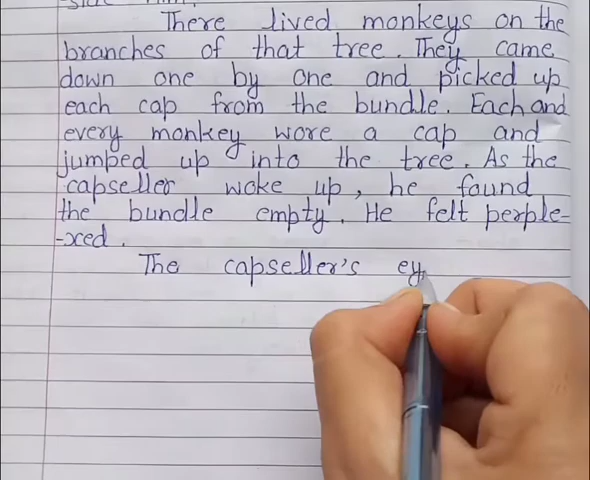 There lived monkeys on the
branches of that tree. They came
down one by one and picked up
each cap from the bundle. Each and
every monkey wore a cap and
jumped up into the tree. As the
capseller woke up, he found
the bundle empty. He felt perple-
-xed.
The capseller's ey